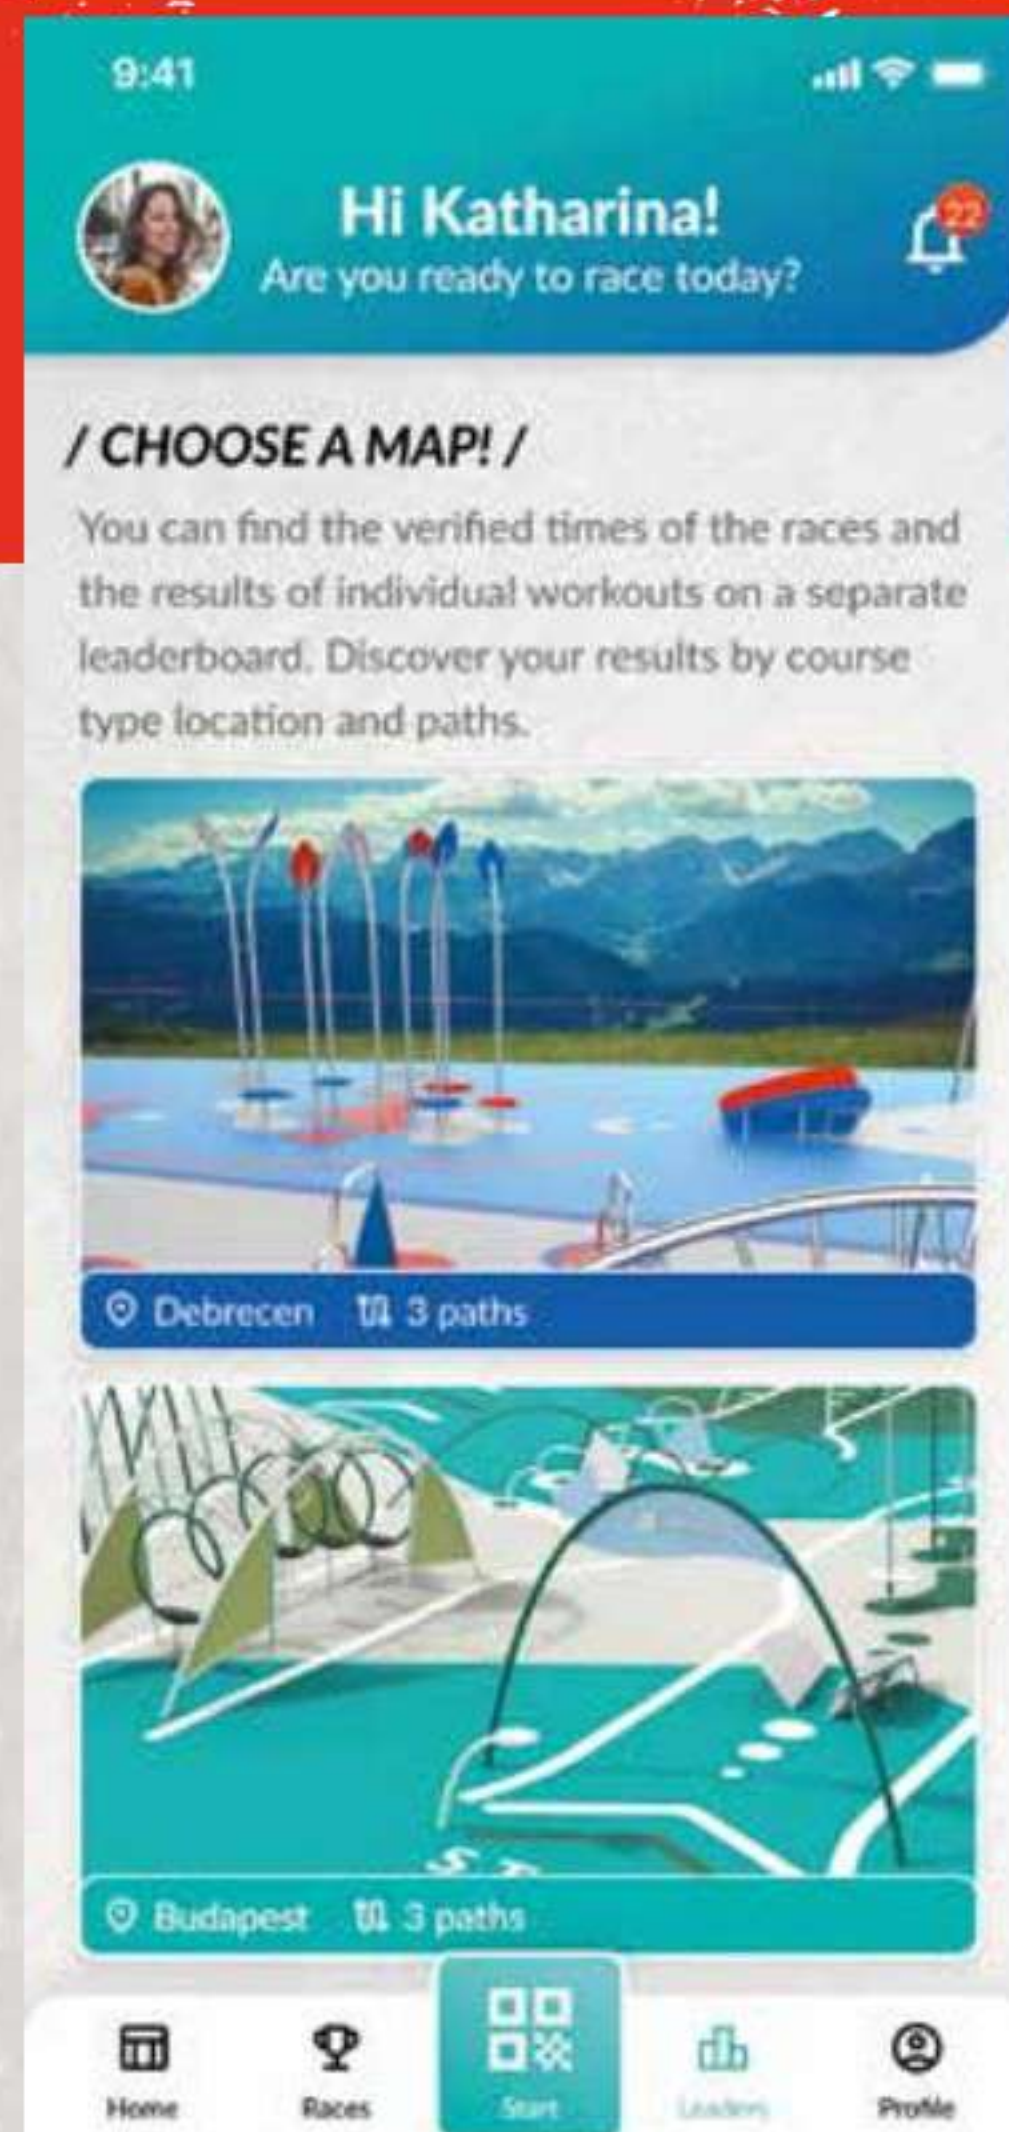 9:41
Hi Katharina!
22
Are you ready to race today?
/ CHOOSE A MAP! /
You can find the verified times of the races and
the results of individual workouts on a separate
leaderboard. Discover your results by course
type location and paths.
Debrecen 3 paths
Budapest 3 paths
Home Races Start Leaders Profile